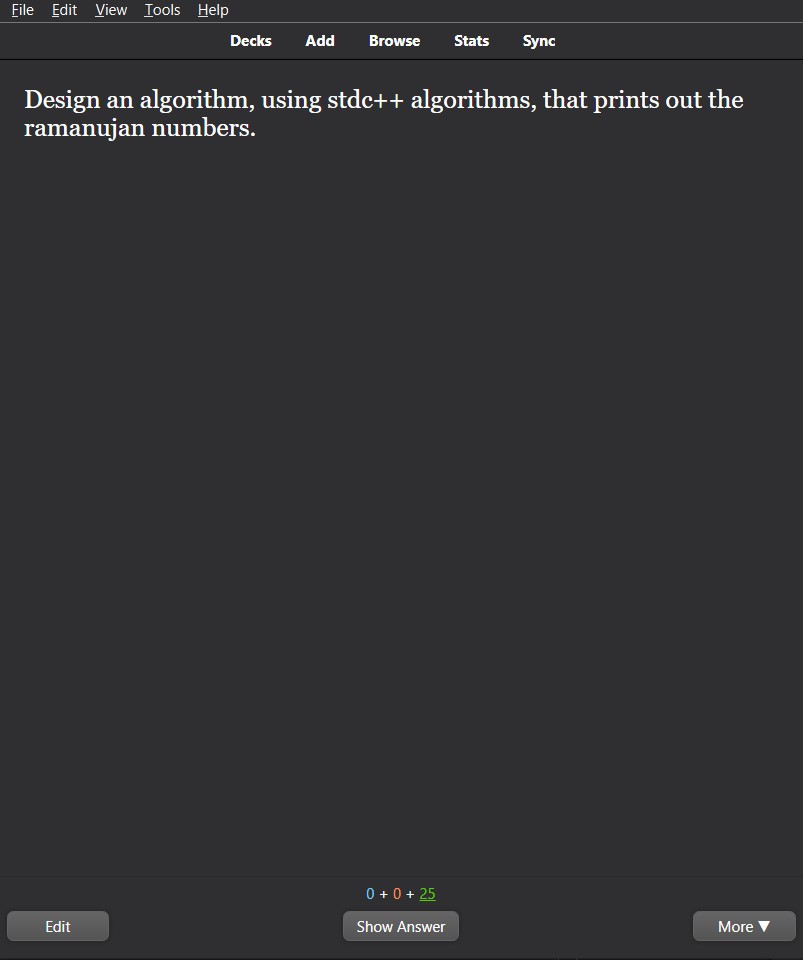 File Edit View Tools Help
Decks Add Browse Stats Sync
Design an algorithm, using stdc++ algorithms, that prints out the
ramanujan numbers.
0 + 0 + 25
Edit Show Answer More ▼